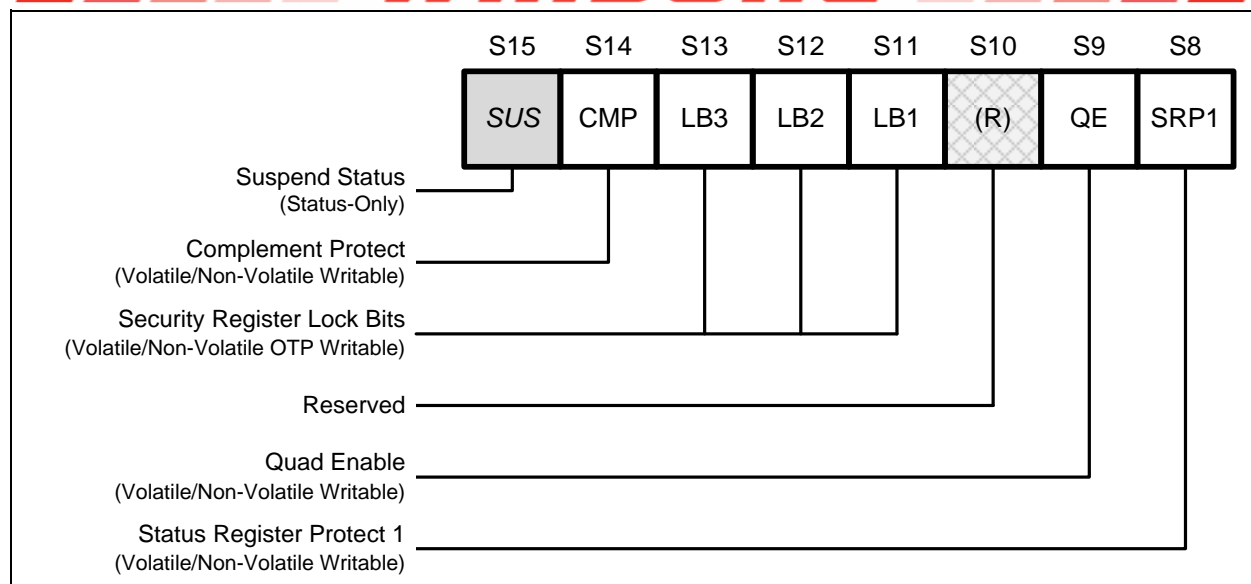 S15 S14 S13 S12 S11 S10 S9 S8
SUS CMP LB3 LB2 LB1 (R) QE SRP1
Suspend Status
(Status-Only)
Complement Protect
(Volatile/Non-Volatile Writable)
Security Register Lock Bits
(Volatile/Non-Volatile OTP Writable)
Reserved
Quad Enable
(Volatile/Non-Volatile Writable)
Status Register Protect 1
(Volatile/Non-Volatile Writable)